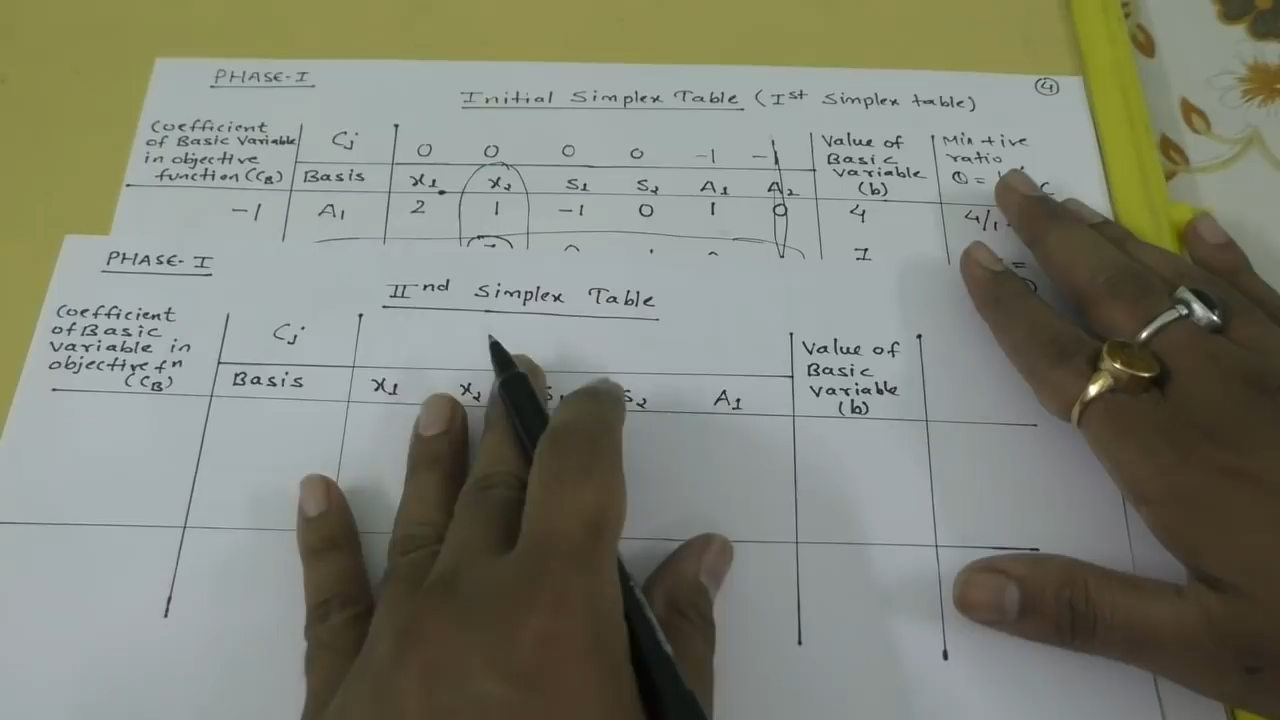 PHASE-I
Initial Simplex Table (Ist Simplex table)
4
Coefficient
of Basic Variable
in objective
function (CB)
Cj
0 0 0 0 -1 -1
Value of
Basic
variable
(b)
Min +ive
ratio
Basis
x1 x2 S1 S2 A1 A2
-1 A1 2 1 -1 0 1 0 4 4/1
PHASE-I
IInd Simplex Table
Coefficient
of Basic
variable in
objective fn
(CB)
Cj
Basis
x1 x2 S2 A1
Value of
Basic
Variable
(b)